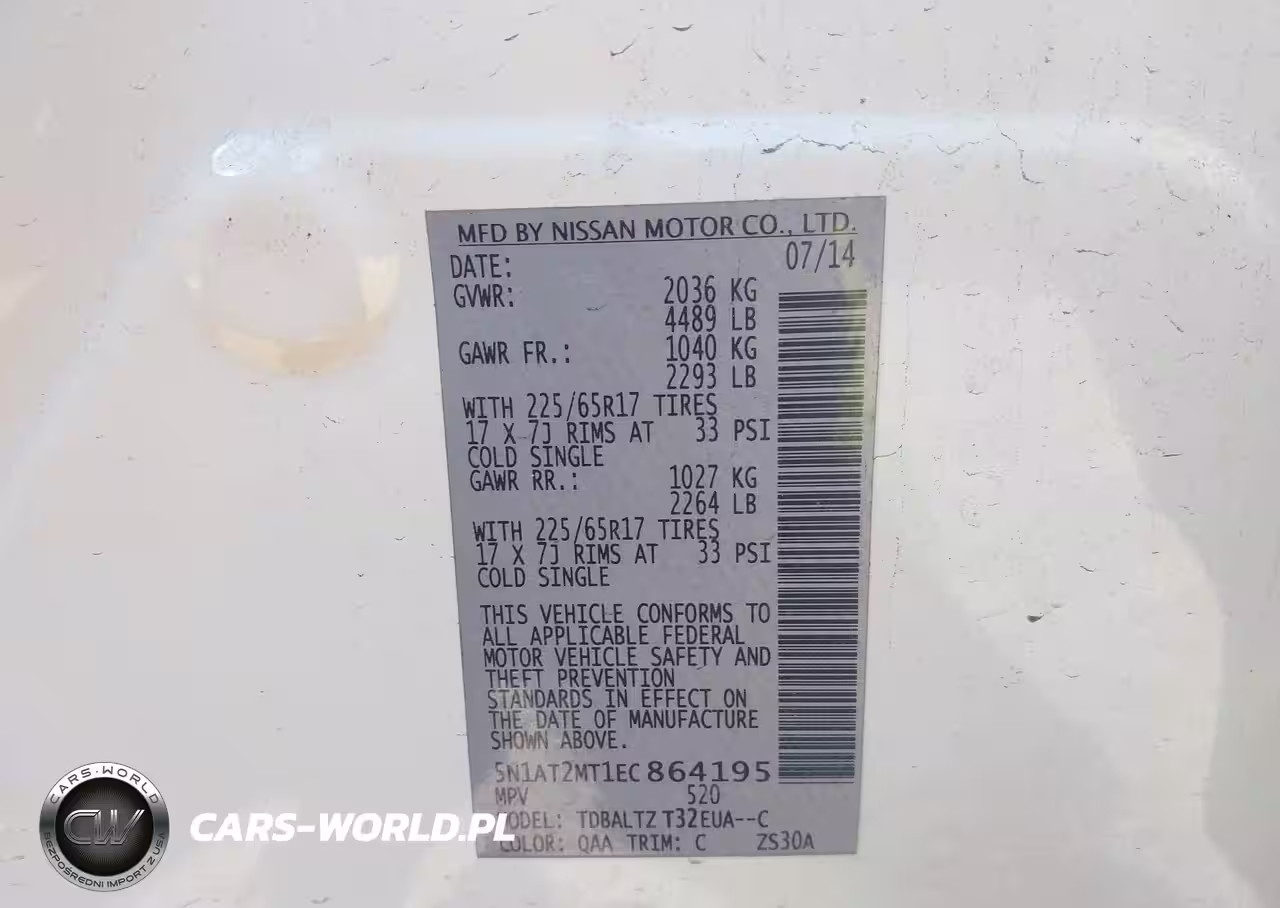 MFD BY NISSAN MOTOR CO., LTD.
DATE: 07/14
GVWR: 2036 KG
4489 LB
GAWR FR.: 1040 KG
2293 LB
WITH 225/65R17 TIRES
17 X 7J RIMS AT 33 PSI
COLD SINGLE
GAWR RR.: 1027 KG
2264 LB
WITH 225/65R17 TIRES
17 X 7J RIMS AT 33 PSI
COLD SINGLE
THIS VEHICLE CONFORMS TO
ALL APPLICABLE FEDERAL
MOTOR VEHICLE SAFETY AND
THEFT PREVENTION
STANDARDS IN EFFECT ON
THE DATE OF MANUFACTURE
SHOWN ABOVE.
5N1AT2MT1EC864195
MPV 520
MODEL: TDBALTZ T32EUA--C
COLOR: QAA TRIM: C ZS30A
CARS-WORLD
CW
BEZPOŚREDNI IMPORT Z USA
CARS-WORLD.PL